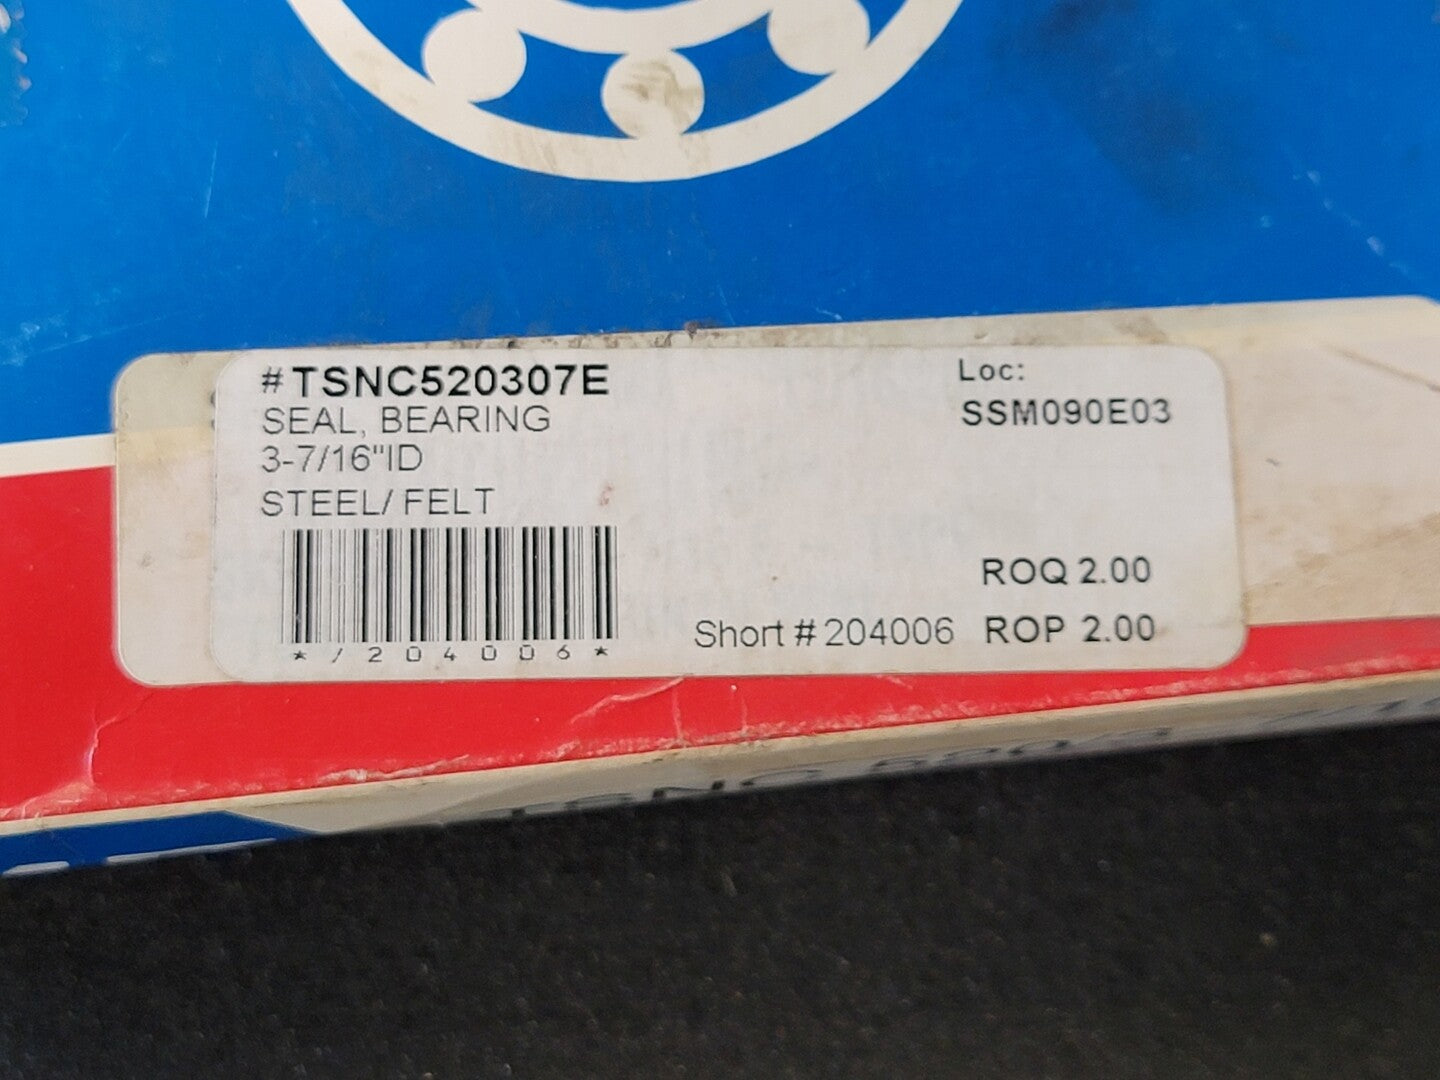 #TSNC520307E
Loc:
SEAL, BEARING
SSM090E03
3-7/16"ID
STEEL/ FELT
ROQ 2.00
Short # 204006 ROP 2.00
*/204006*